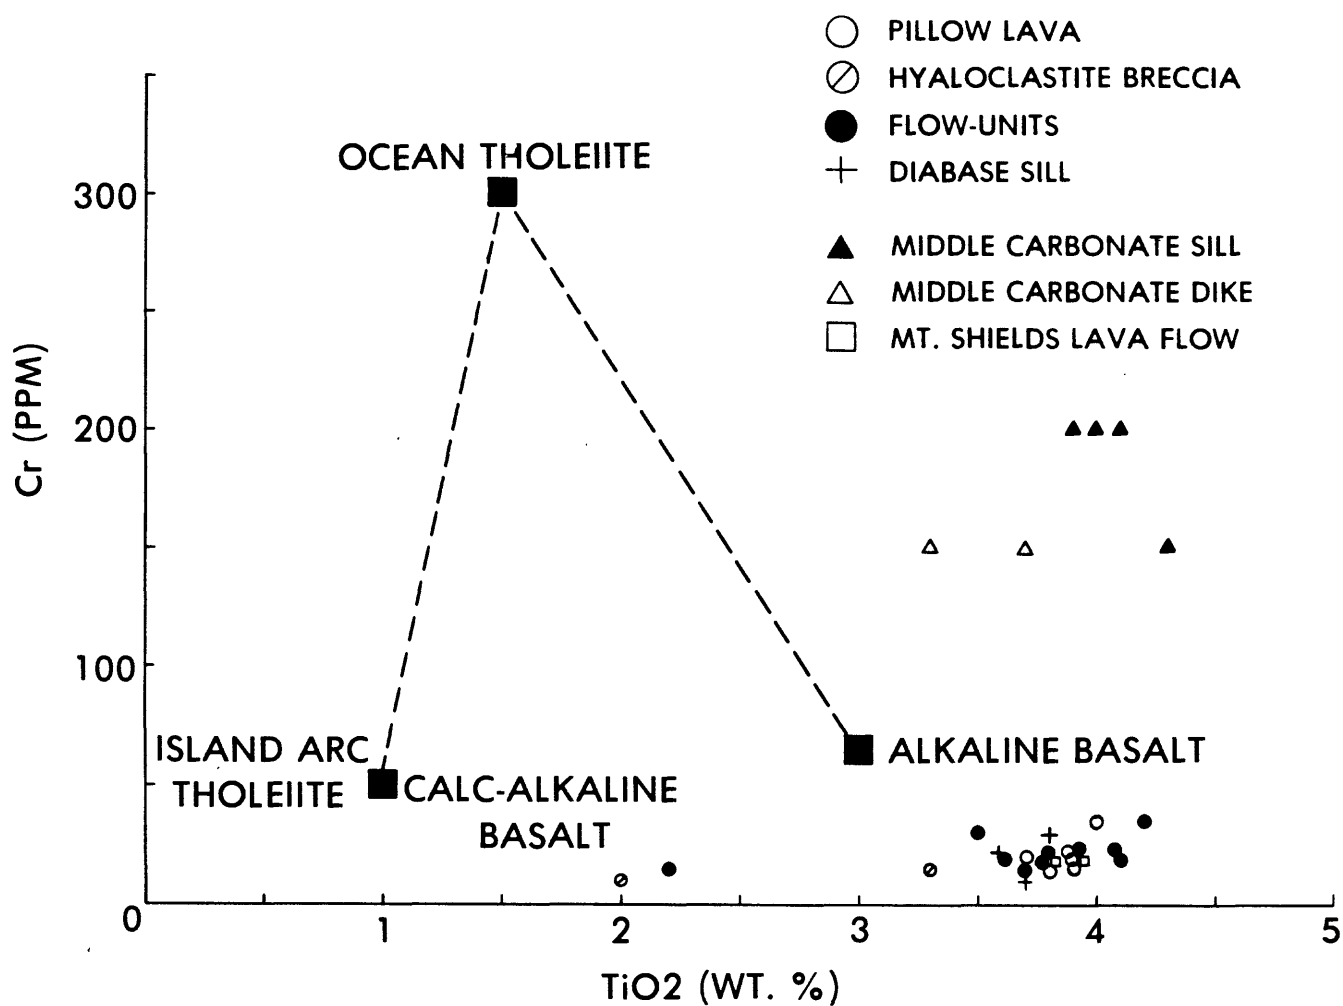 PILLOW LAVA
HYALOCLASTITE BRECCIA
FLOW-UNITS
DIABASE SILL
MIDDLE CARBONATE SILL
MIDDLE CARBONATE DIKE
MT. SHIELDS LAVA FLOW
OCEAN THOLEIITE
300
200
100
Cr (PPM)
ISLAND ARC
THOLEIITE
CALC-ALKALINE
BASALT
ALKALINE BASALT
0 1 2 3 4 5
TiO2 (WT. %)